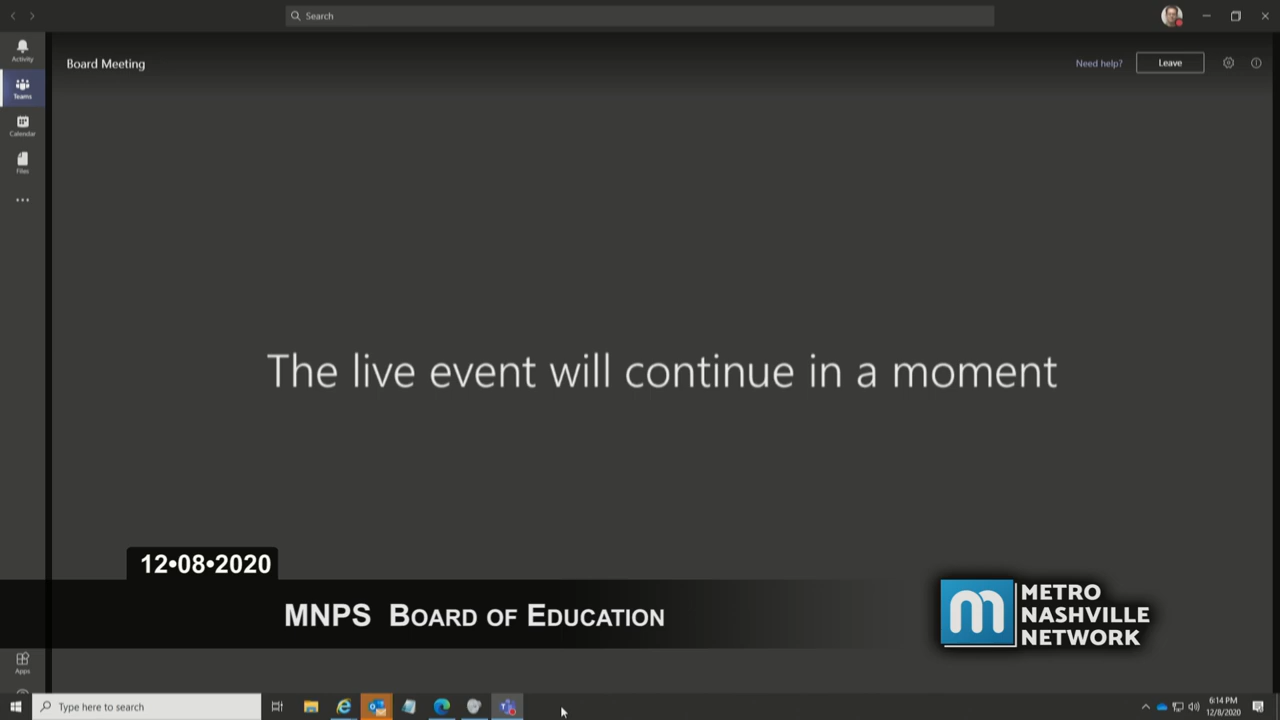 Search
Activity
Teams
Calendar
Files
Board Meeting
Need help?
Leave
The live event will continue in a moment
12•08•2020
MNPS Board of Education
METRO
NASHVILLE
NETWORK
Apps
Type here to search
6:14 PM
12/8/2020